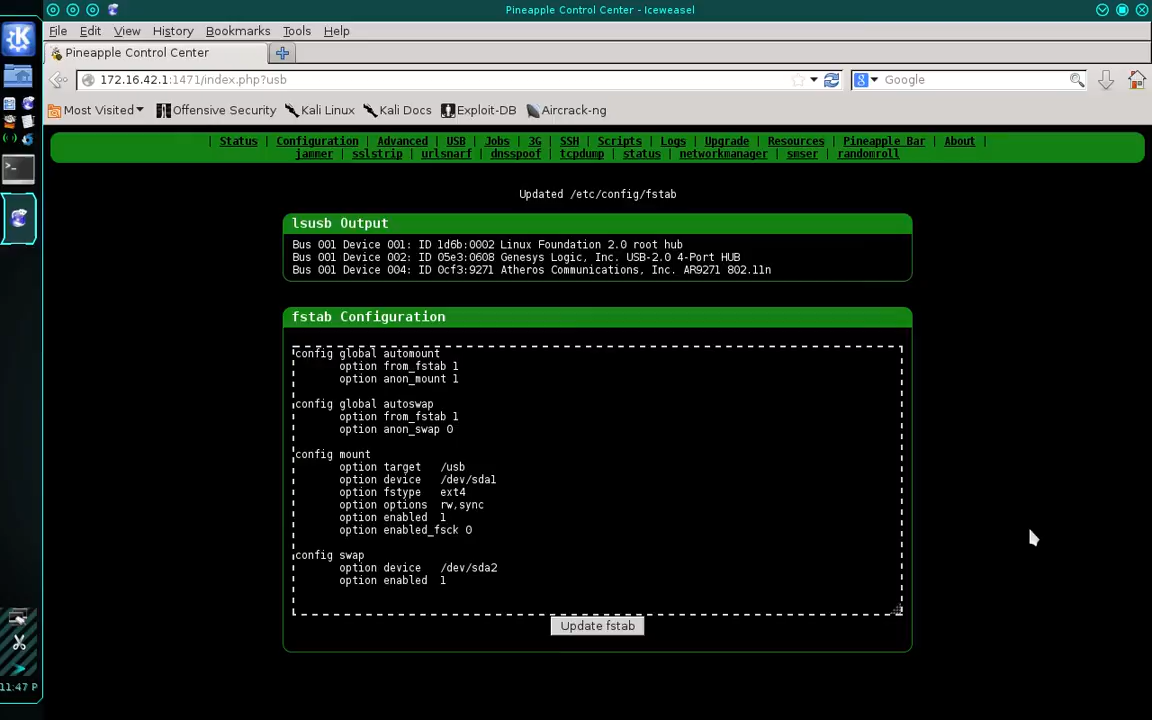 Pineapple Control Center - Iceweasel
File Edit View History Bookmarks Tools Help
Pineapple Control Center
172.16.42.1:1471/index.php?usb
Google
Most Visited Offensive Security Kali Linux Kali Docs Exploit-DB Aircrack-ng
| Status | Configuration | Advanced | USB | Jobs | 3G | SSH | Scripts | Logs | Upgrade | Resources | Pineapple Bar | About |
jammer | sslstrip | urlsnarf | dnsspoof | tcpdump | status | networkmanager | smser | randomroll
Updated /etc/config/fstab
lsusb Output
Bus 001 Device 001: ID 1d6b:0002 Linux Foundation 2.0 root hub
Bus 001 Device 002: ID 05e3:0608 Genesys Logic, Inc. USB-2.0 4-Port HUB
Bus 001 Device 004: ID 0cf3:9271 Atheros Communications, Inc. AR9271 802.11n
fstab Configuration
config global automount
option from_fstab 1
option anon_mount 1
config global autoswap
option from_fstab 1
option anon_swap 0
config mount
option target /usb
option device /dev/sda1
option fstype ext4
option options rw,sync
option enabled 1
option enabled_fsck 0
config swap
option device /dev/sda2
option enabled 1
Update fstab
11:47 P